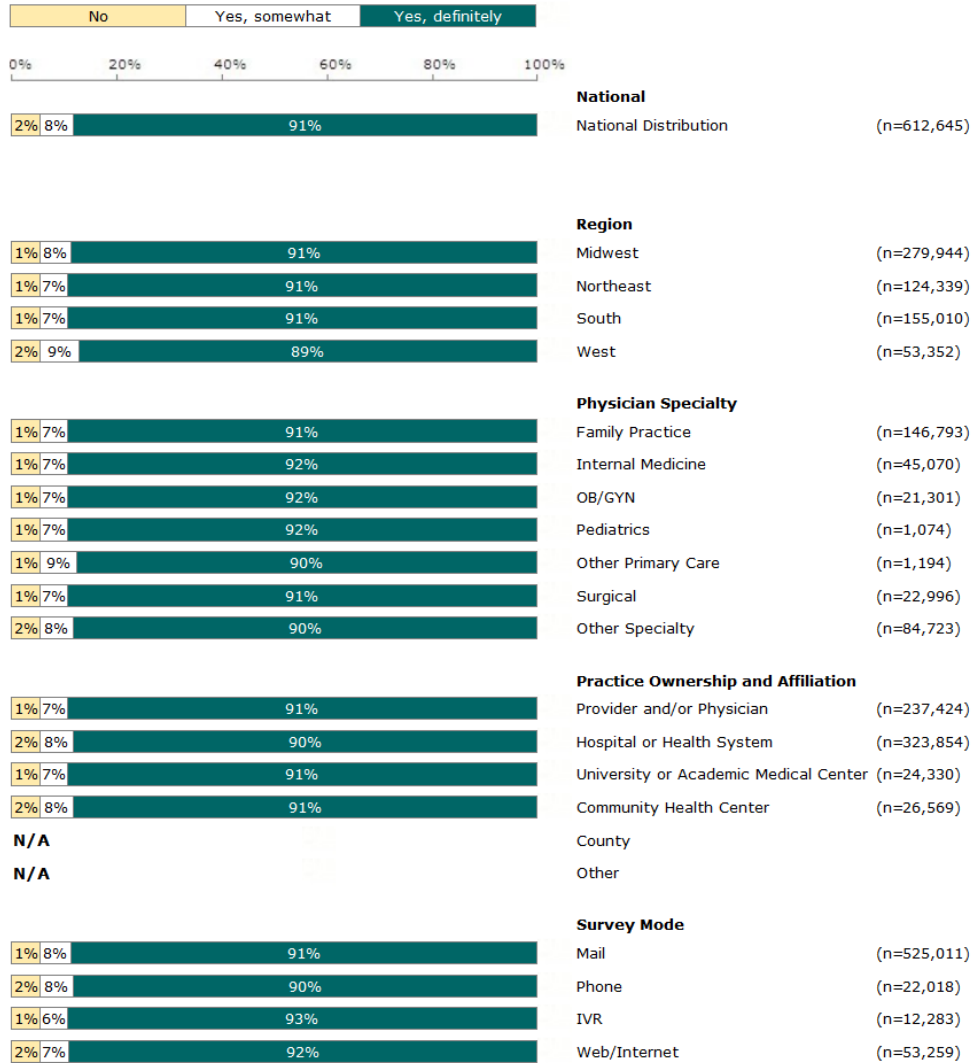 No Yes, somewhat Yes, definitely
0% 20% 40% 60% 80% 100%
National
2% 8% 91% National Distribution (n=612,645)
Region
1% 8% 91% Midwest (n=279,944)
1% 7% 91% Northeast (n=124,339)
1% 7% 91% South (n=155,010)
2% 9% 89% West (n=53,352)
Physician Specialty
1% 7% 91% Family Practice (n=146,793)
1% 7% 92% Internal Medicine (n=45,070)
1% 7% 92% OB/GYN (n=21,301)
1% 7% 92% Pediatrics (n=1,074)
1% 9% 90% Other Primary Care (n=1,194)
1% 7% 91% Surgical (n=22,996)
2% 8% 90% Other Specialty (n=84,723)
Practice Ownership and Affiliation
1% 7% 91% Provider and/or Physician (n=237,424)
2% 8% 90% Hospital or Health System (n=323,854)
1% 7% 91% University or Academic Medical Center (n=24,330)
2% 8% 91% Community Health Center (n=26,569)
N/A County
N/A Other
Survey Mode
1% 8% 91% Mail (n=525,011)
2% 8% 90% Phone (n=22,018)
1% 6% 93% IVR (n=12,283)
2% 7% 92% Web/Internet (n=53,259)